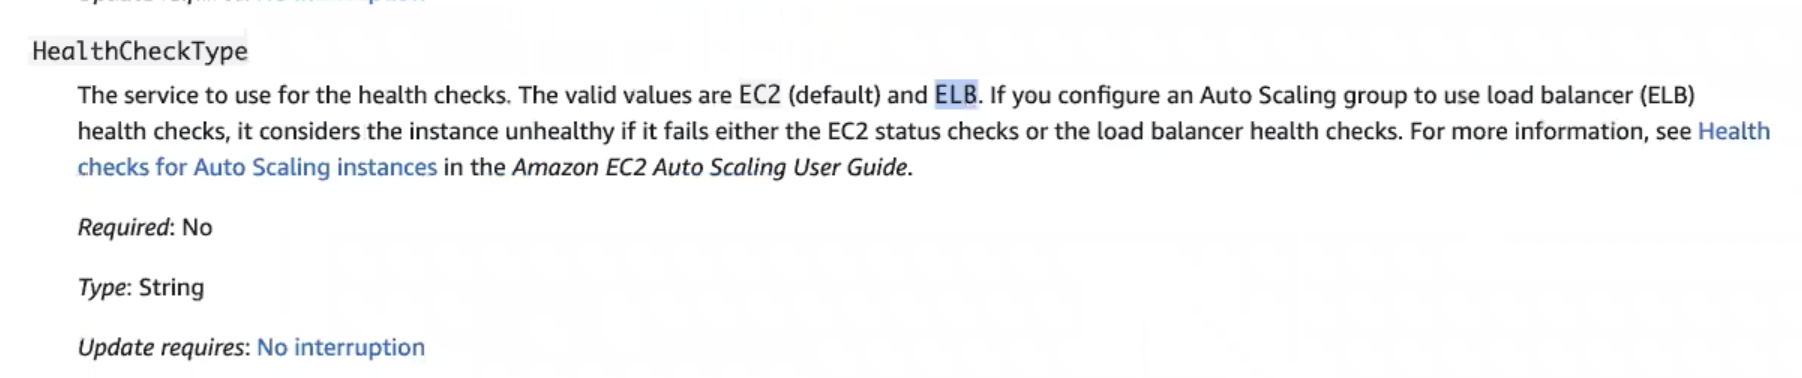 HealthCheckType
The service to use for the health checks. The valid values are EC2 (default) and ELB. If you configure an Auto Scaling group to use load balancer (ELB)
health checks, it considers the instance unhealthy if it fails either the EC2 status checks or the load balancer health checks. For more information, see Health
checks for Auto Scaling instances in the Amazon EC2 Auto Scaling User Guide.
Required: No
Type: String
Update requires: No interruption